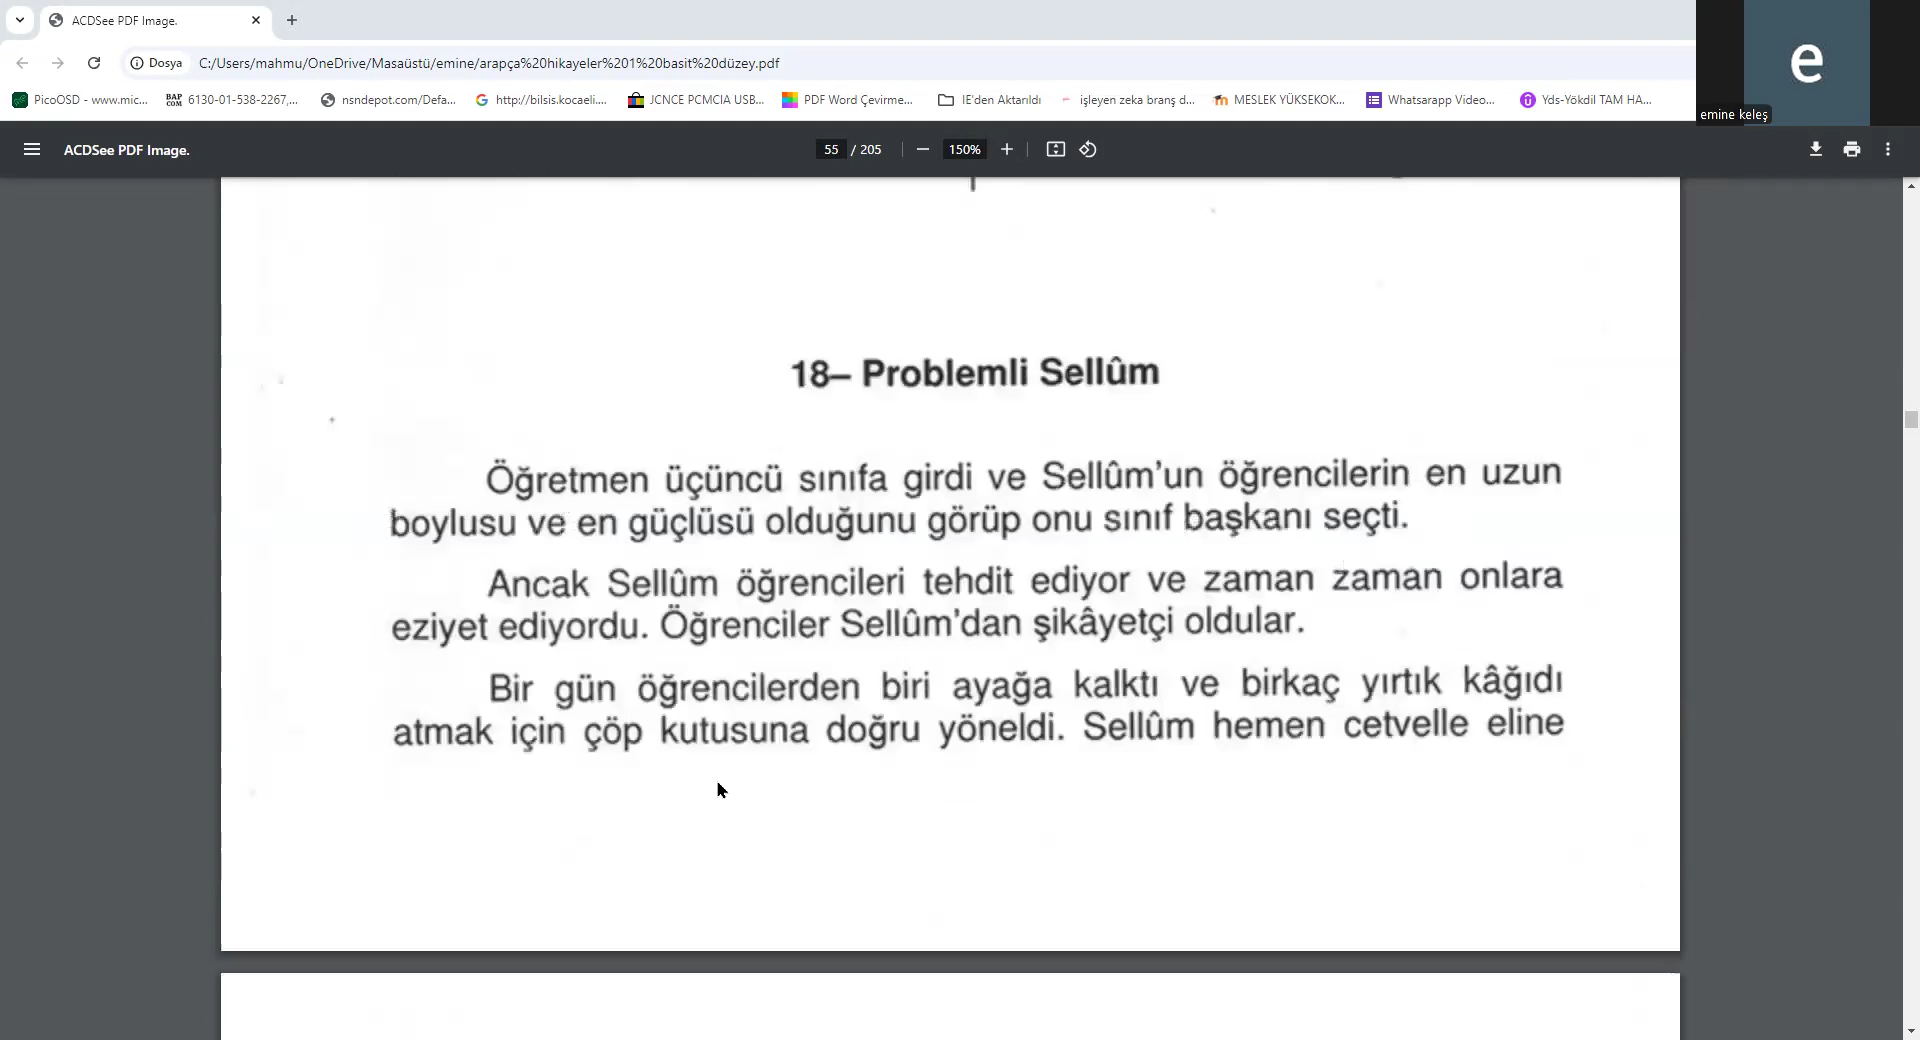 ACDSee PDF Image.
Dosya
C:/Users/mahmu/OneDrive/Masaüstü/emine/arapça%20hikayeler%201%20basit%20düzey.pdf
PicoOSD - www.mic...
BAP COM
6130-01-538-2267,...
nsndepot.com/Defa...
http://bilsis.kocaeli....
JCNCE PCMCIA USB...
PDF Word Çevirme...
IE'den Aktarıldı
işleyen zeka branş d...
MESLEK YÜKSEKOK...
Whatsarapp Video...
Yds-Yökdil TAM HA...
e
emine keleş
ACDSee PDF Image.
55 / 205
150%
18– Problemli Sellûm
Öğretmen üçüncü sınıfa girdi ve Sellûm'un öğrencilerin en uzun
boylusu ve en güçlüsü olduğunu görüp onu sınıf başkanı seçti.
Ancak Sellûm öğrencileri tehdit ediyor ve zaman zaman onlara
eziyet ediyordu. Öğrenciler Sellûm'dan şikâyetçi oldular.
Bir gün öğrencilerden biri ayağa kalktı ve birkaç yırtık kâğıdı
atmak için çöp kutusuna doğru yöneldi. Sellûm hemen cetvelle eline